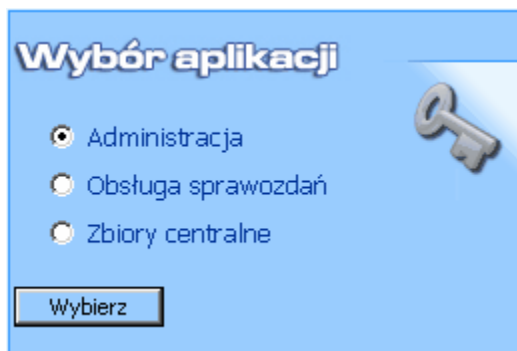 Wybór aplikacji
Administracja
Obsługa sprawozdań
Zbiory centralne
Wybierz